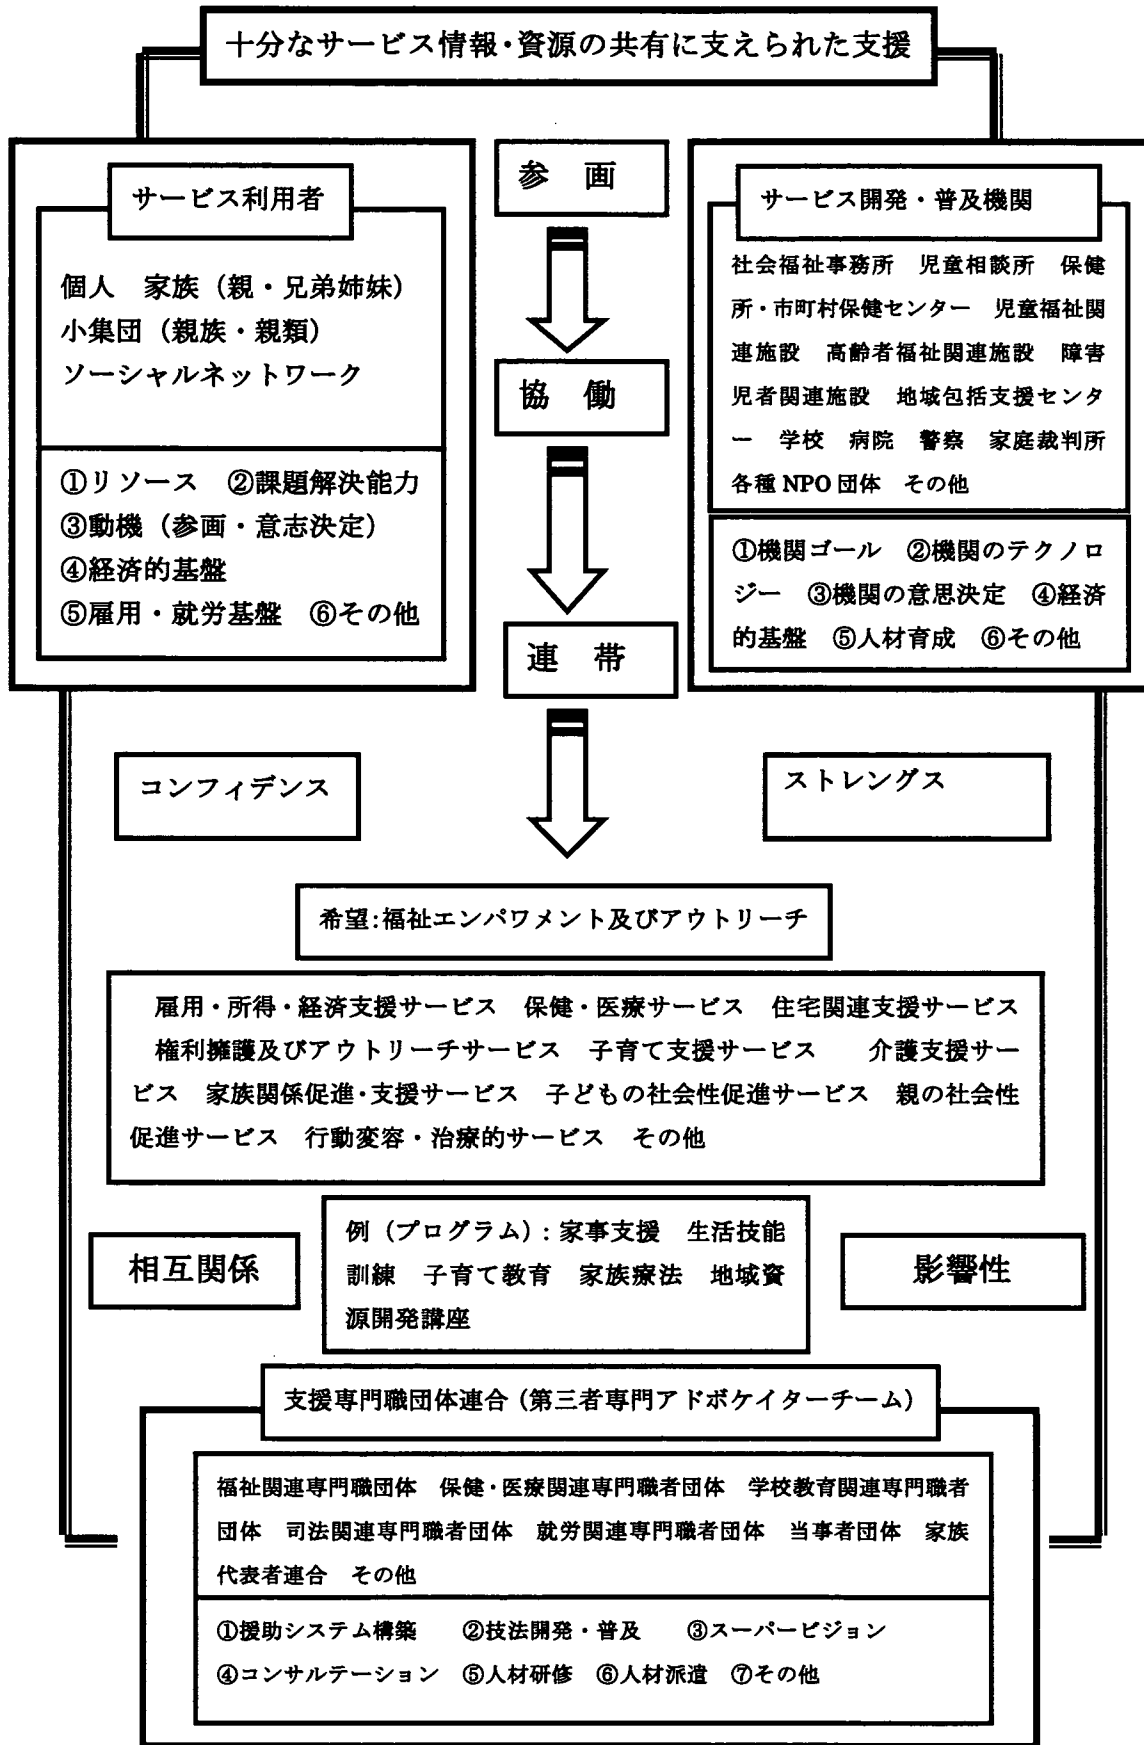 十分なサービス情報・資源の共有に支えられた支援
サービス利用者
個人　家族（親・兄弟姉妹）
小集団（親族・親類）
ソーシャルネットワーク
①リソース　②課題解決能力
③動機（参画・意志決定）
④経済的基盤
⑤雇用・就労基盤　⑥その他
参　画
協　働
連　帯
サービス開発・普及機関
社会福祉事務所　児童相談所　保健
所・市町村保健センター　児童福祉関
連施設　高齢者福祉関連施設　障害
児者関連施設　地域包括支援センタ
ー　学校　病院　警察　家庭裁判所
各種 NPO 団体　その他
①機関ゴール　②機関のテクノロ
ジー　③機関の意思決定　④経済
的基盤　⑤人材育成　⑥その他
コンフィデンス
ストレングス
希望:福祉エンパワメント及びアウトリーチ
雇用・所得・経済支援サービス　保健・医療サービス　住宅関連支援サービス
権利擁護及びアウトリーチサービス　子育て支援サービス　　介護支援サー
ビス　家族関係促進・支援サービス　子どもの社会性促進サービス　親の社会性
促進サービス　行動変容・治療的サービス　その他
相互関係
例（プログラム）: 家事支援　生活技能
訓練　子育て教育　家族療法　地域資
源開発講座
影響性
支援専門職団体連合（第三者専門アドボケイターチーム）
福祉関連専門職団体　保健・医療関連専門職者団体　学校教育関連専門職者
団体　司法関連専門職者団体　就労関連専門職者団体　当事者団体　家族
代表者連合　その他
①援助システム構築　　②技法開発・普及　　③スーパービジョン
④コンサルテーション　⑤人材研修　⑥人材派遣　⑦その他